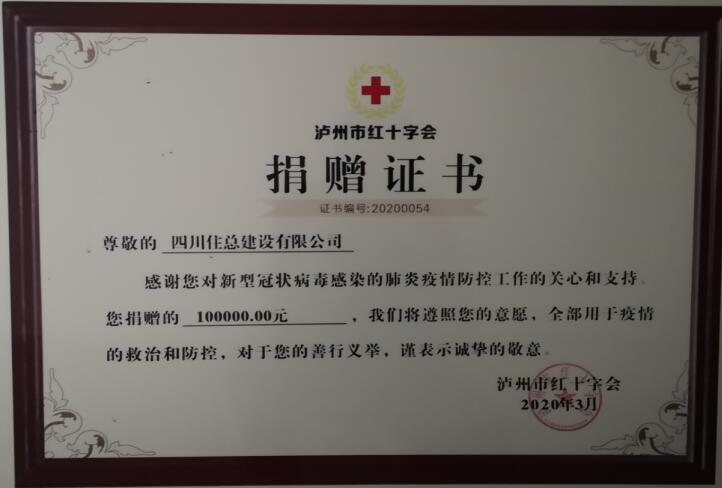 泸州市红十字会
捐赠证书
证书编号:20200054
尊敬的 四川住总建设有限公司
感谢您对新型冠状病毒感染的肺炎疫情防控工作的关心和支持。
您捐赠的 100000.00元 ，我们将遵照您的意愿，全部用于疫情
的救治和防控，对于您的善行义举，谨表示诚挚的敬意。
泸州市红十字会
2020年3月